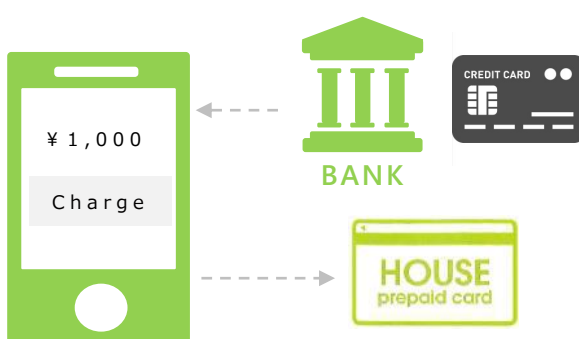 ¥1,000
Charge
BANK
CREDIT CARD
HOUSE
prepaid card